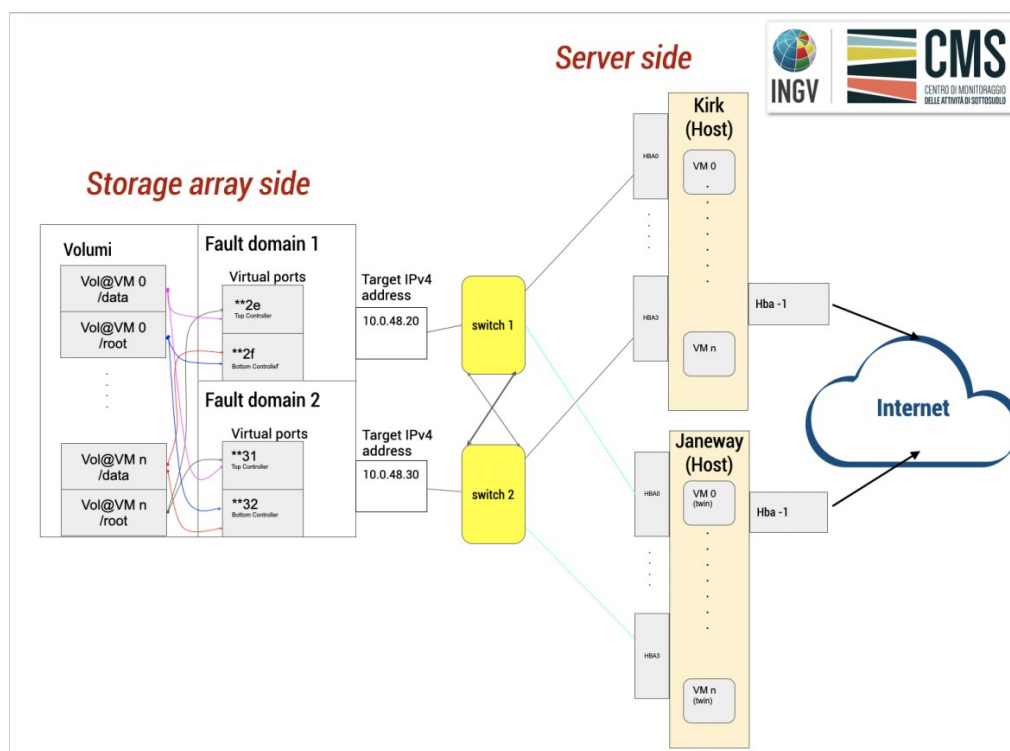 Server side
INGV
CMS
CENTRO DI MONITORAGGIO
DELLE ATTIVITÀ DI SOTTOSUOLO
Storage array side
Volumi
Vol@VM 0
/data
Vol@VM 0
/root
Vol@VM n
/data
Vol@VM n
/root
Fault domain 1
Virtual ports
**2e
Top Controller
**2f
Bottom Controller
Fault domain 2
Virtual ports
**31
Top Controller
**32
Bottom Controller
Target IPv4
address
10.0.48.20
Target IPv4
address
10.0.48.30
switch 1
switch 2
Kirk
(Host)
HBA0
HBA3
VM 0
VM n
Hba -1
Janeway
(Host)
HBA0
HBA3
VM 0
(twin)
VM n
(twin)
Hba -1
Internet